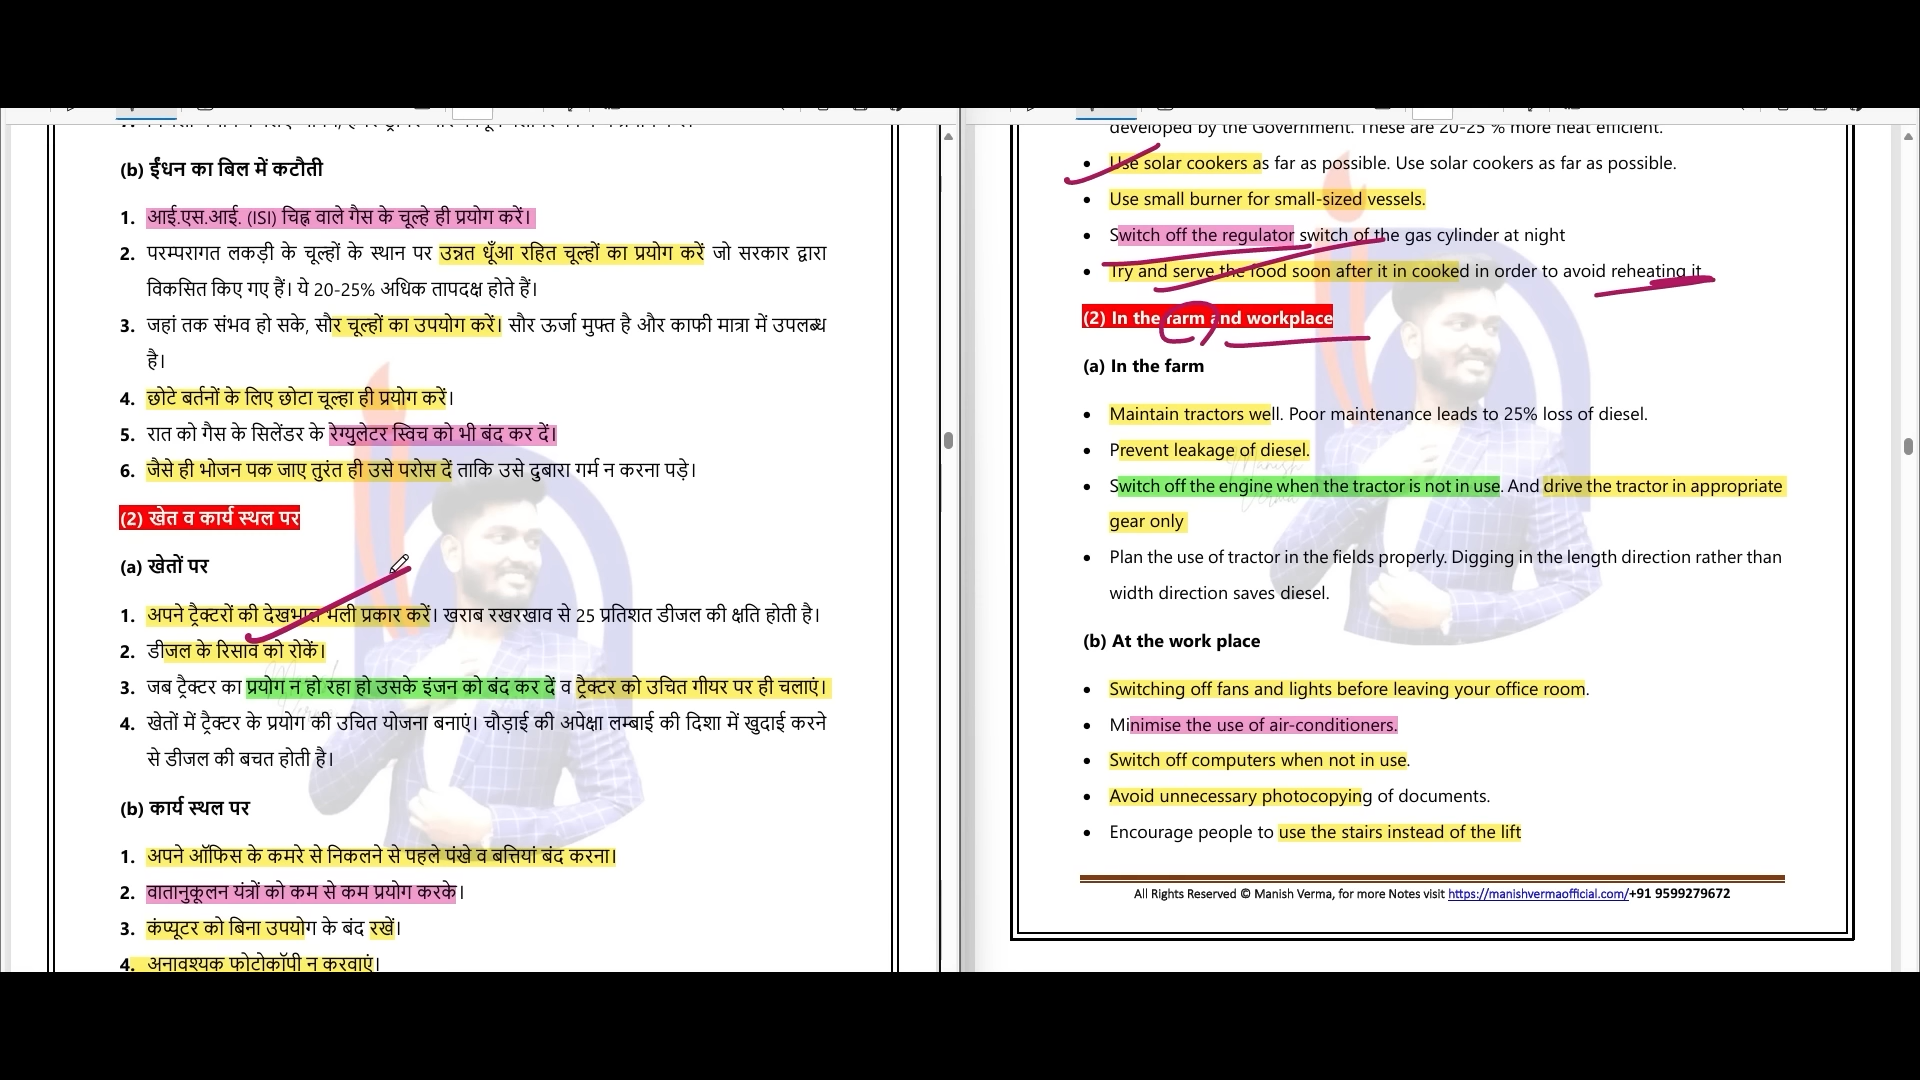 (b) ईंधन का बिल में कटौती
1. आई.एस.आई. (ISI) चिह्न वाले गैस के चूल्हे ही प्रयोग करें।
2. परम्परागत लकड़ी के चूल्हों के स्थान पर उन्नत धूँआ रहित चूल्हों का प्रयोग करें जो सरकार द्वारा
विकसित किए गए हैं। ये 20-25% अधिक तापदक्ष होते हैं।
3. जहां तक संभव हो सके, सौर चूल्हों का उपयोग करें। सौर ऊर्जा मुफ्त है और काफी मात्रा में उपलब्ध
है।
4. छोटे बर्तनों के लिए छोटा चूल्हा ही प्रयोग करें।
5. रात को गैस के सिलेंडर के रेग्युलेटर स्विच को भी बंद कर दें।
6. जैसे ही भोजन पक जाए तुरंत ही उसे परोस दें ताकि उसे दुबारा गर्म न करना पड़े।
(2) खेत व कार्य स्थल पर
(a) खेतों पर
1. अपने ट्रैक्टरों की देखभाल भली प्रकार करें। खराब रखरखाव से 25 प्रतिशत डीजल की क्षति होती है।
2. डीजल के रिसाव को रोकें।
3. जब ट्रैक्टर का प्रयोग न हो रहा हो उसके इंजन को बंद कर दें व ट्रैक्टर को उचित गीयर पर ही चलाएं।
4. खेतों में ट्रैक्टर के प्रयोग की उचित योजना बनाएं। चौड़ाई की अपेक्षा लम्बाई की दिशा में खुदाई करने
से डीजल की बचत होती है।
(b) कार्य स्थल पर
1. अपने ऑफिस के कमरे से निकलने से पहले पंखे व बत्तियां बंद करना।
2. वातानुकूलन यंत्रों को कम से कम प्रयोग करके।
3. कंप्यूटर को बिना उपयोग के बंद रखें।
4. अनावश्यक फोटोकॉपी न करवाएं।
developed by the Government. These are 20-25 % more heat efficient.
• Use solar cookers as far as possible. Use solar cookers as far as possible.
• Use small burner for small-sized vessels.
• Switch off the regulator switch of the gas cylinder at night
• Try and serve the food soon after it in cooked in order to avoid reheating it
(2) In the farm and workplace
(a) In the farm
• Maintain tractors well. Poor maintenance leads to 25% loss of diesel.
• Prevent leakage of diesel.
• Switch off the engine when the tractor is not in use. And drive the tractor in appropriate
gear only
• Plan the use of tractor in the fields properly. Digging in the length direction rather than
width direction saves diesel.
(b) At the work place
• Switching off fans and lights before leaving your office room.
• Minimise the use of air-conditioners.
• Switch off computers when not in use.
• Avoid unnecessary photocopying of documents.
• Encourage people to use the stairs instead of the lift
All Rights Reserved © Manish Verma, for more Notes visit https://manishvermaofficial.com/+91 9599279672